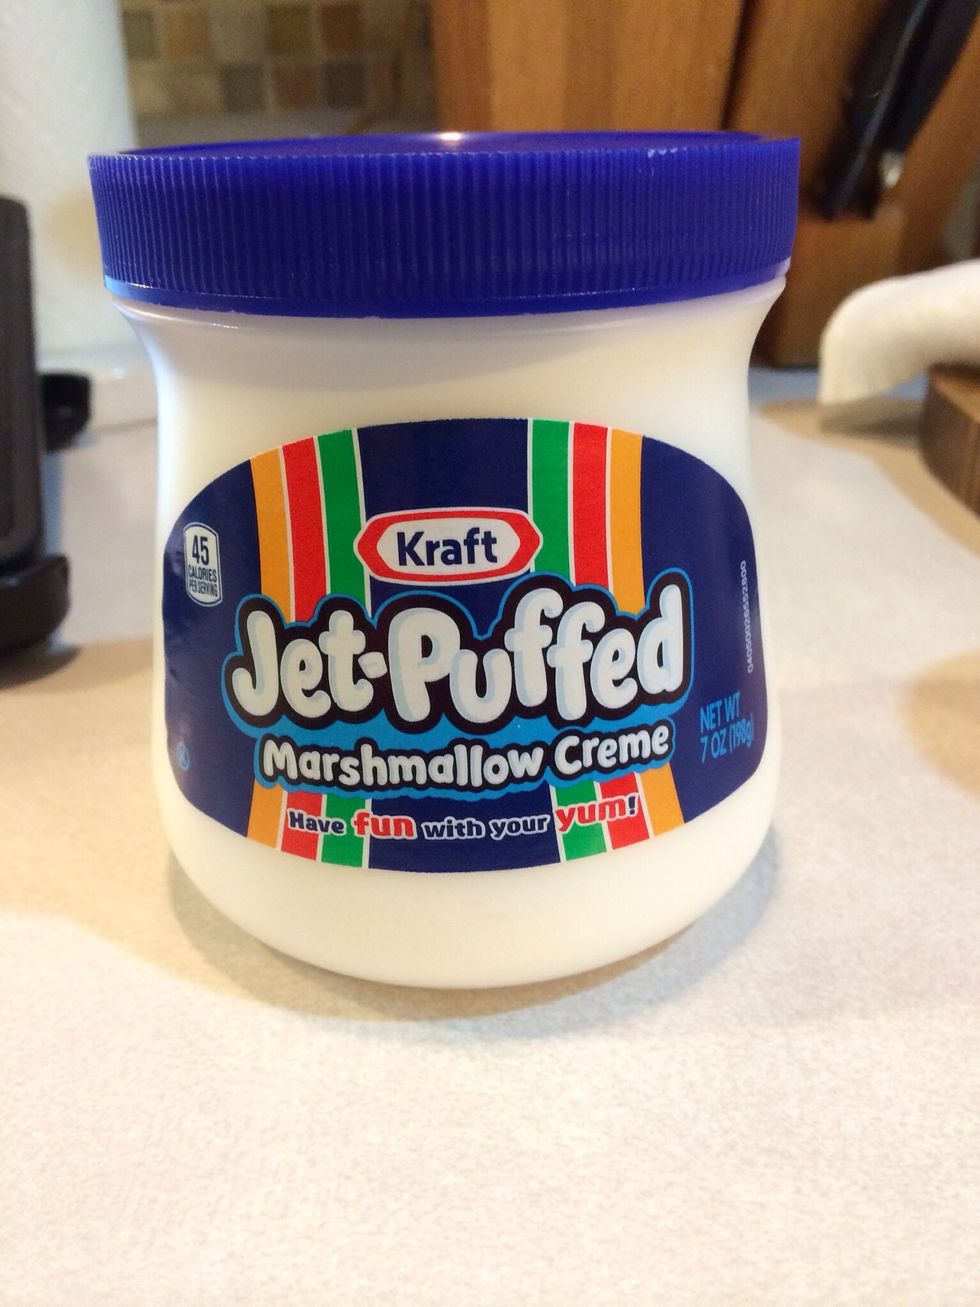 Kraft
45
CALORIES
PER SERVING
Jet-Puffed
Marshmallow Creme
Have fun with your yum!
NET WT
7 OZ (198g)